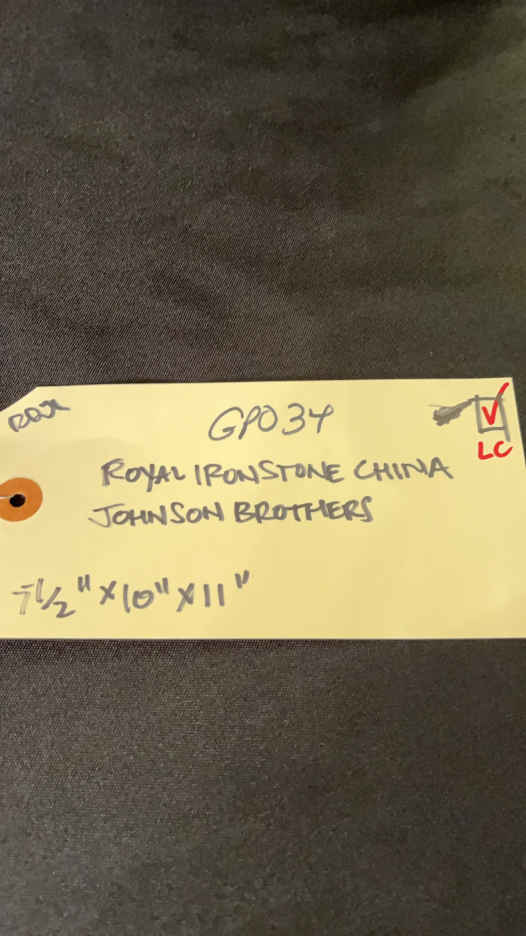 GP034
LC
ROYAL IRONSTONE CHINA
JOHNSON BROTHERS
7 1/2" X 10" X 11"